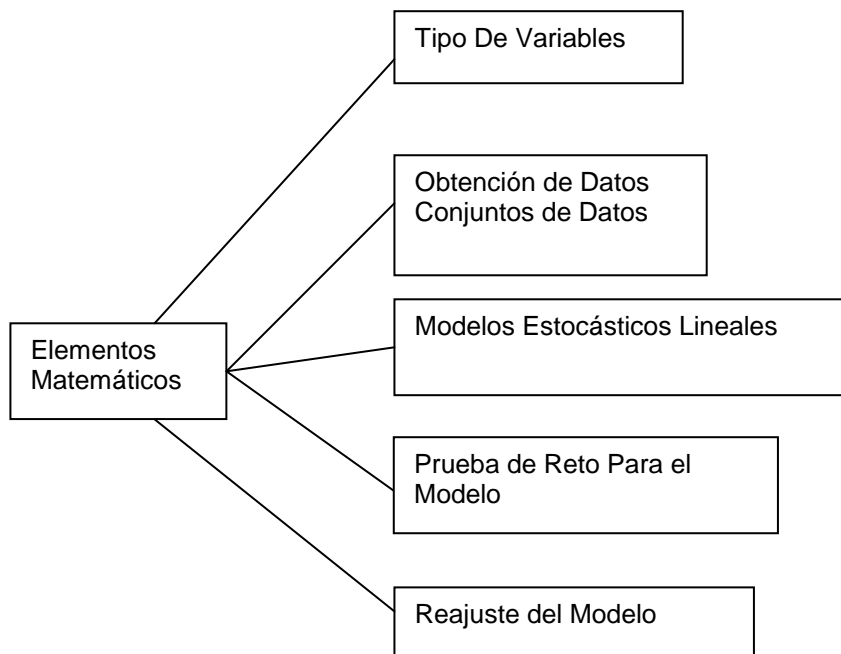 Tipo De Variables
Obtención de Datos
Conjuntos de Datos
Modelos Estocásticos Lineales
Elementos
Matemáticos
Prueba de Reto Para el
Modelo
Reajuste del Modelo